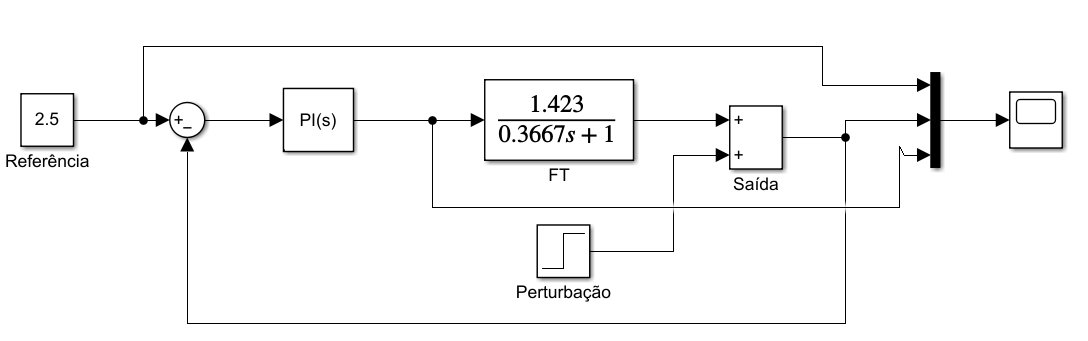 2.5
Referência
+
−
PI(s)
1.423
0.3667s + 1
FT
+
+
Saída
Perturbação